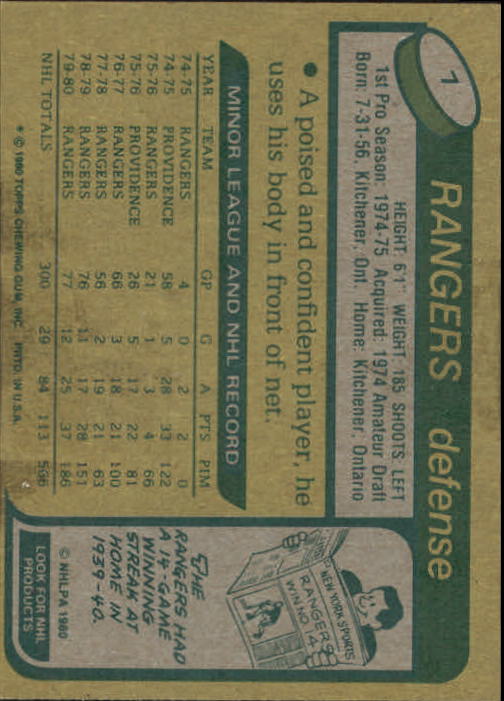 7
RANGERS defense
HEIGHT: 6'1" WEIGHT: 185 SHOOTS: LEFT
1st Pro Season: 1974-75 Acquired: 1974 Amateur Draft
Born: 7-31-56, Kitchener, Ont. Home: Kitchener, Ontario
● A poised and confident player, he
uses his body in front of net.
MINOR LEAGUE AND NHL RECORD
YEAR TEAM GP G A PTS PIM
74-75 RANGERS 4 0 2 2 0
74-75 PROVIDENCE 58 5 28 33 122
75-76 RANGERS 21 1 3 4 66
75-76 PROVIDENCE 26 5 17 22 81
76-77 RANGERS 66 3 18 21 100
77-78 RANGERS 56 2 19 21 63
78-79 RANGERS 76 11 17 28 151
79-80 RANGERS 77 12 25 37 186
NHL TOTALS 300 29 84 113 566
* © 1980 TOPPS CHEWING GUM, INC. PRTD. IN U.S.A.
NEW YORK SPORTS
RANGERS
WIN NO. 14
THE
RANGERS HAD
A 14-GAME
WINNING
STREAK AT
HOME IN
1939-40.
© NHLPA 1980
LOOK FOR NHL
PRODUCTS